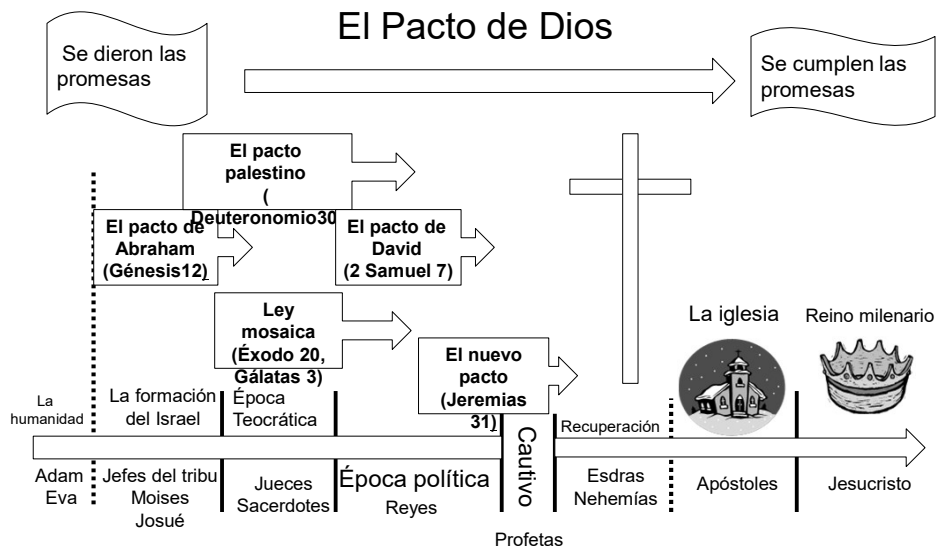 El Pacto de Dios
Se dieron las
promesas
Se cumplen las
promesas
El pacto
palestino
(
Deuteronomio30
El pacto de
Abraham
(Génesis12)
El pacto de
David
(2 Samuel 7)
Ley
mosaica
(Éxodo 20,
Gálatas 3)
El nuevo
pacto
(Jeremias
31)
La iglesia
Reino milenario
La
humanidad
La formación
del Israel
Época
Teocrática
Cautivo
Recuperación
Adam
Eva
Jefes del tribu
Moises
Josué
Jueces
Sacerdotes
Época política
Reyes
Esdras
Nehemías
Apóstoles
Jesucristo
Profetas